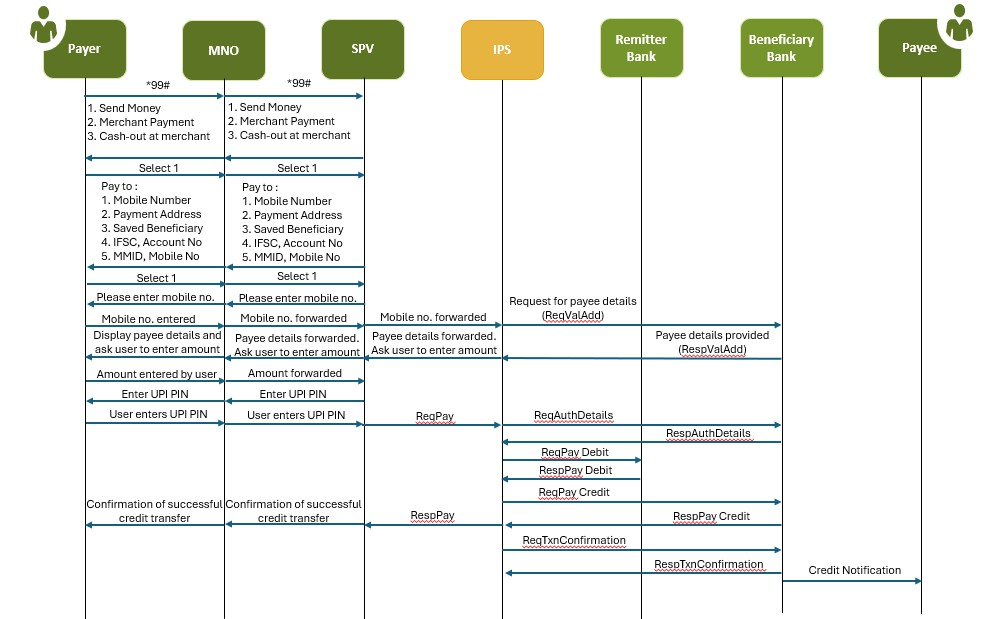 Payer
MNO
SPV
IPS
Remitter
Bank
Beneficiary
Bank
Payee
*99#
*99#
1. Send Money
2. Merchant Payment
3. Cash-out at merchant
1. Send Money
2. Merchant Payment
3. Cash-out at merchant
Select 1
Select 1
Pay to :
1. Mobile Number
2. Payment Address
3. Saved Beneficiary
4. IFSC, Account No
5. MMID, Mobile No
Pay to :
1. Mobile Number
2. Payment Address
3. Saved Beneficiary
4. IFSC, Account No
5. MMID, Mobile No
Select 1
Select 1
Please enter mobile no.
Please enter mobile no.
Mobile no. entered
Mobile no. forwarded
Mobile no. forwarded
Request for payee details
(ReqValAdd)
Display payee details and
ask user to enter amount
Payee details forwarded.
Ask user to enter amount
Payee details forwarded.
Ask user to enter amount
Payee details provided
(RespValAdd)
Amount entered by user
Amount forwarded
Enter UPI PIN
Enter UPI PIN
User enters UPI PIN
User enters UPI PIN
ReqPay
ReqAuthDetails
RespAuthDetails
ReqPay Debit
RespPay Debit
ReqPay Credit
Confirmation of successful
credit transfer
Confirmation of successful
credit transfer
RespPay
RespPay Credit
ReqTxnConfirmation
RespTxnConfirmation
Credit Notification